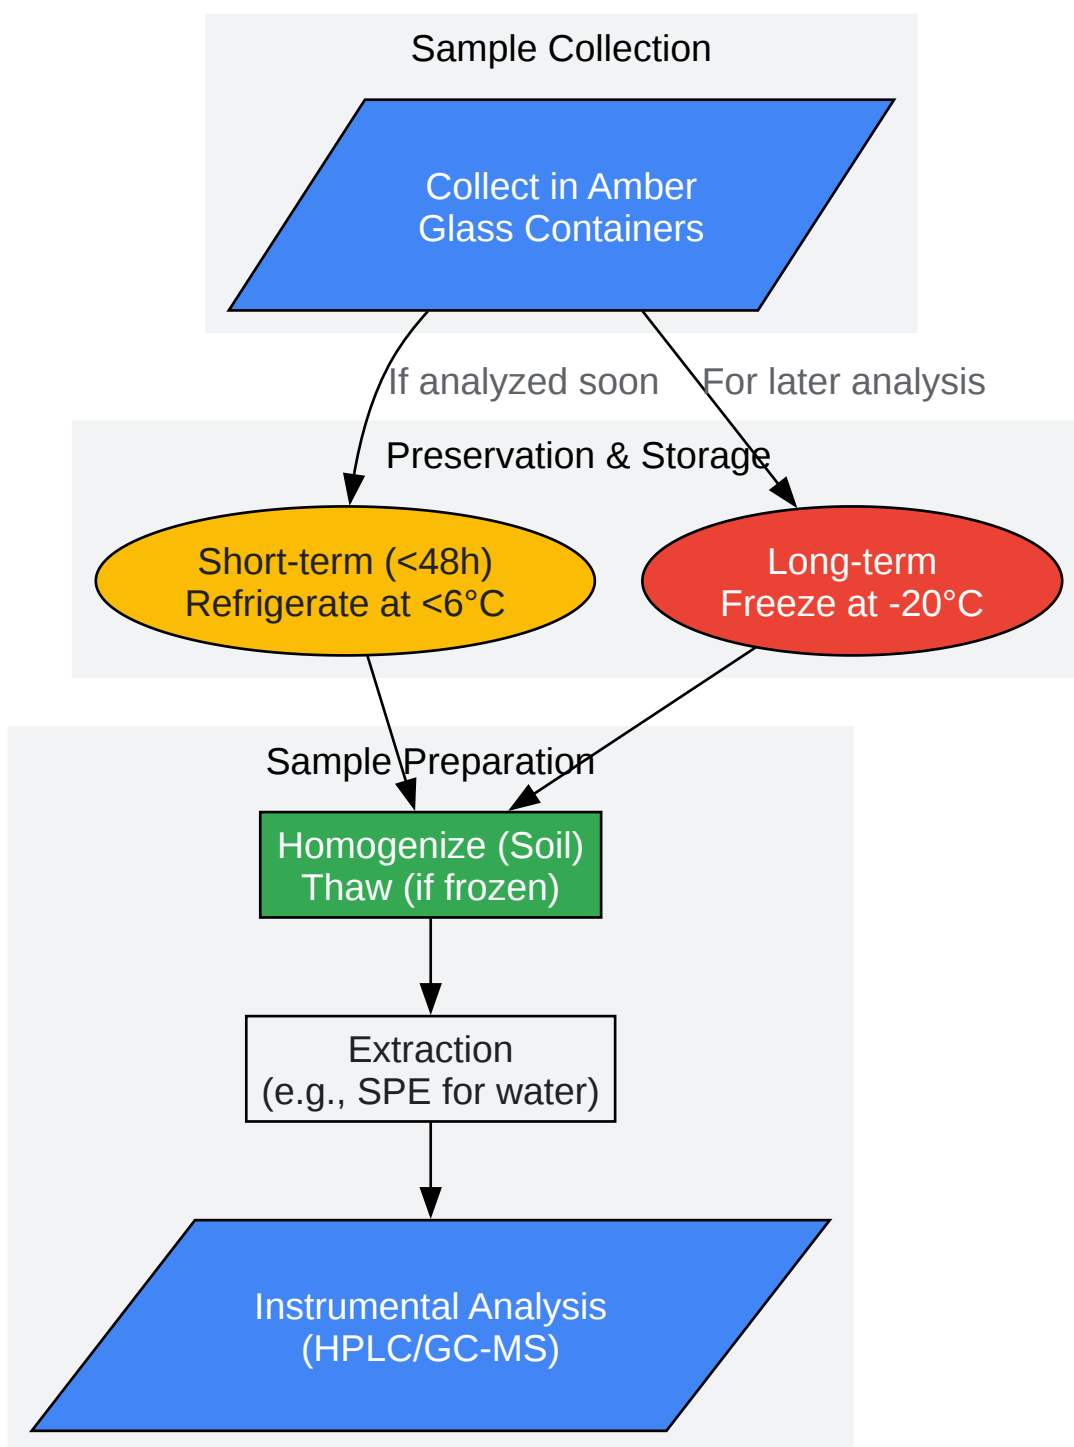 Sample Collection
Collect in Amber
Glass Containers
If analyzed soon
For later analysis
Preservation & Storage
Short-term (<48h)
Refrigerate at <6°C
Long-term
Freeze at -20°C
Sample Preparation
Homogenize (Soil)
Thaw (if frozen)
Extraction
(e.g., SPE for water)
Instrumental Analysis
(HPLC/GC-MS)